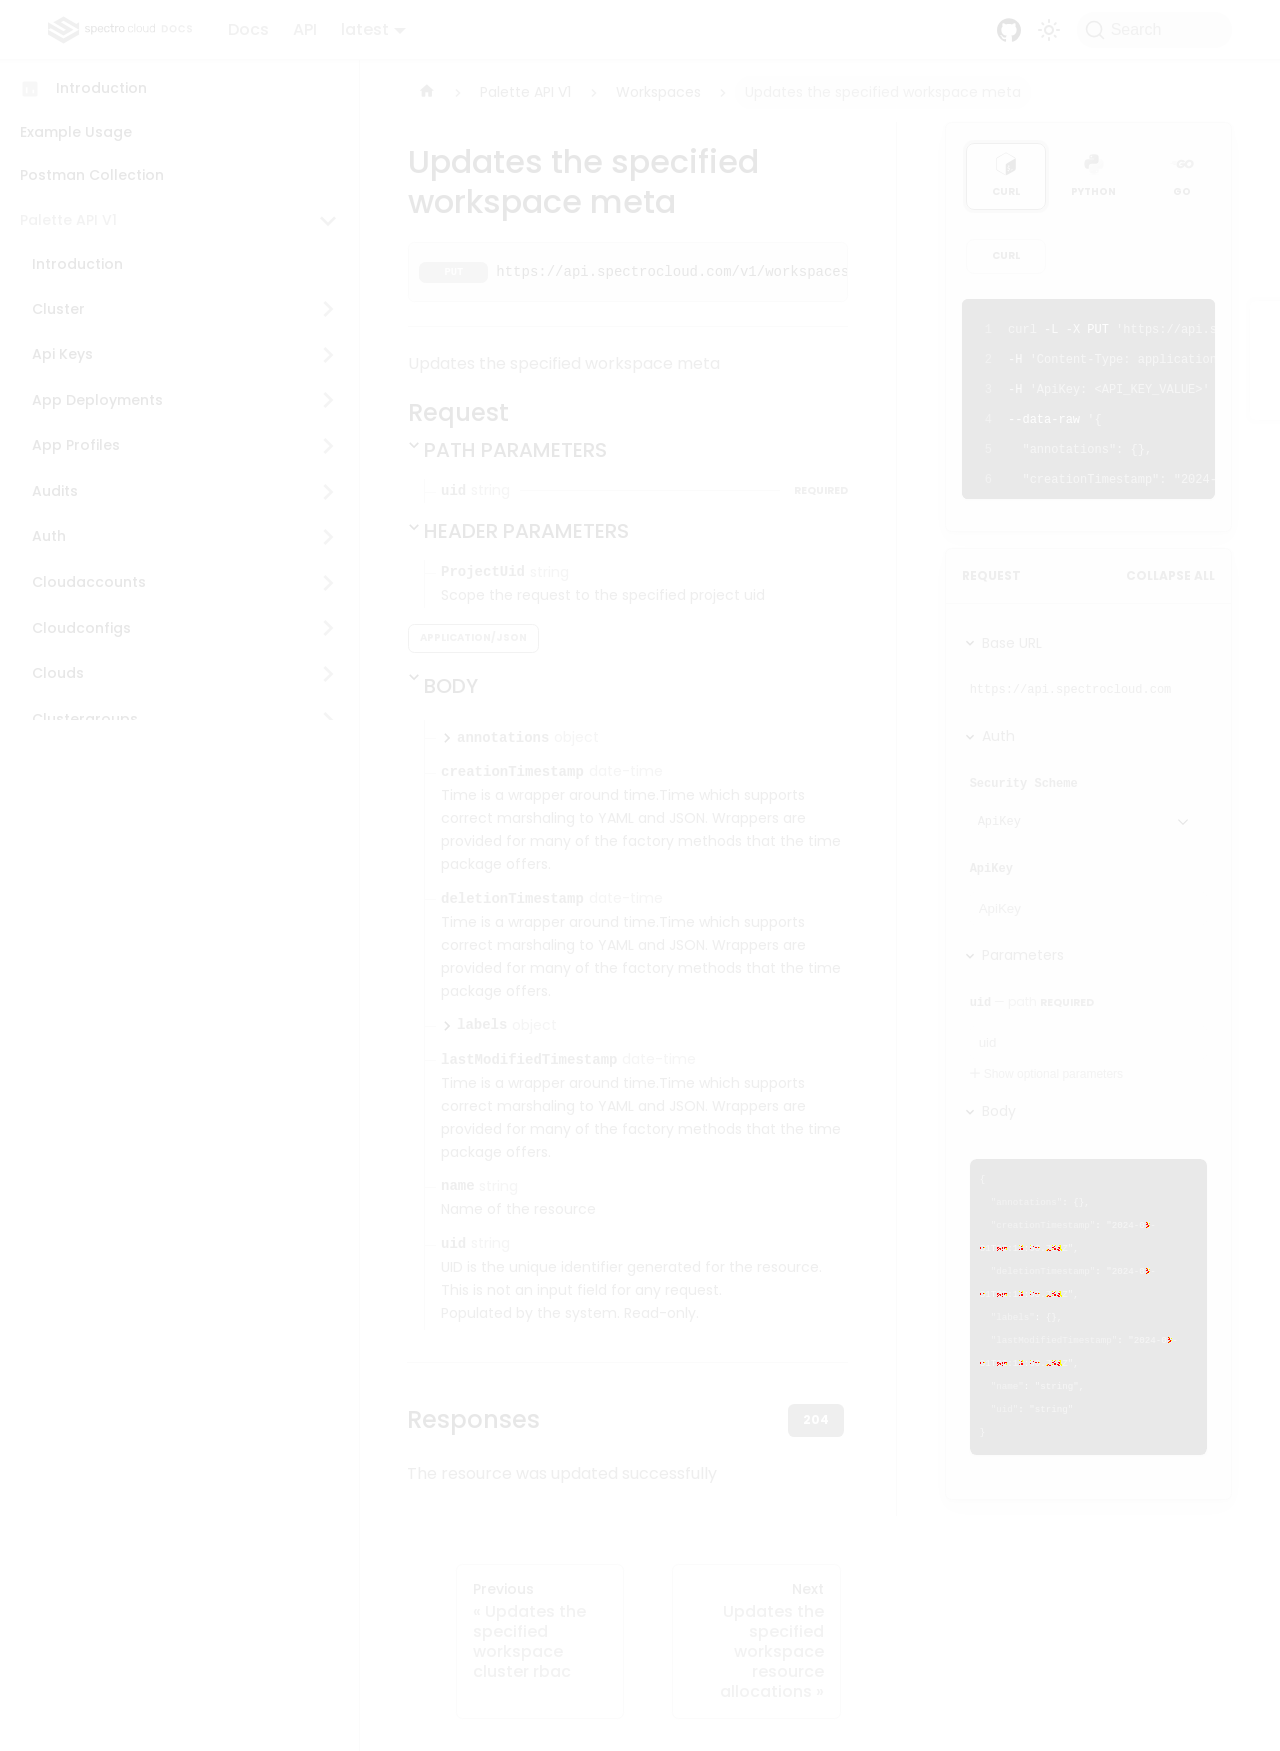 spectro cloud DOCS
Docs
API
latest
Search
Introduction
Example Usage
Postman Collection
Palette API V1
Introduction
Cluster
Api Keys
App Deployments
App Profiles
Audits
Auth
Cloudaccounts
Cloudconfigs
Clouds
Clustergroups
Palette API V1
Workspaces
Updates the specified workspace meta
Updates the specified
workspace meta
PUT https://api.spectrocloud.com/v1/workspaces
Updates the specified workspace meta
Request
PATH PARAMETERS
uid string REQUIRED
HEADER PARAMETERS
ProjectUid string
Scope the request to the specified project uid
APPLICATION/JSON
BODY
annotations object
creationTimestamp date-time
Time is a wrapper around time.Time which supports
correct marshaling to YAML and JSON. Wrappers are
provided for many of the factory methods that the time
package offers.
deletionTimestamp date-time
Time is a wrapper around time.Time which supports
correct marshaling to YAML and JSON. Wrappers are
provided for many of the factory methods that the time
package offers.
labels object
lastModifiedTimestamp date-time
Time is a wrapper around time.Time which supports
correct marshaling to YAML and JSON. Wrappers are
provided for many of the factory methods that the time
package offers.
name string
Name of the resource
uid string
UID is the unique identifier generated for the resource.
This is not an input field for any request.
Populated by the system. Read-only.
Responses
204
The resource was updated successfully
Previous
« Updates the
specified
workspace
cluster rbac
Next
Updates the
specified
workspace
resource
allocations »
CURL
PYTHON
GO
CURL
1 curl -L -X PUT 'https://api.s
2 -H 'Content-Type: application
3 -H 'ApiKey: <API_KEY_VALUE>'
4 --data-raw '{
5 "annotations": {},
6 "creationTimestamp": "2024-
REQUEST
COLLAPSE ALL
Base URL
https://api.spectrocloud.com
Auth
Security Scheme
ApiKey
ApiKey
ApiKey
Parameters
uid — path REQUIRED
uid
+ Show optional parameters
Body
{
"annotations": {},
"creationTimestamp": "2024-
"deletionTimestamp": "2024-
"labels": {},
"lastModifiedTimestamp": "2024-
"name": "string",
"uid": "string"
}